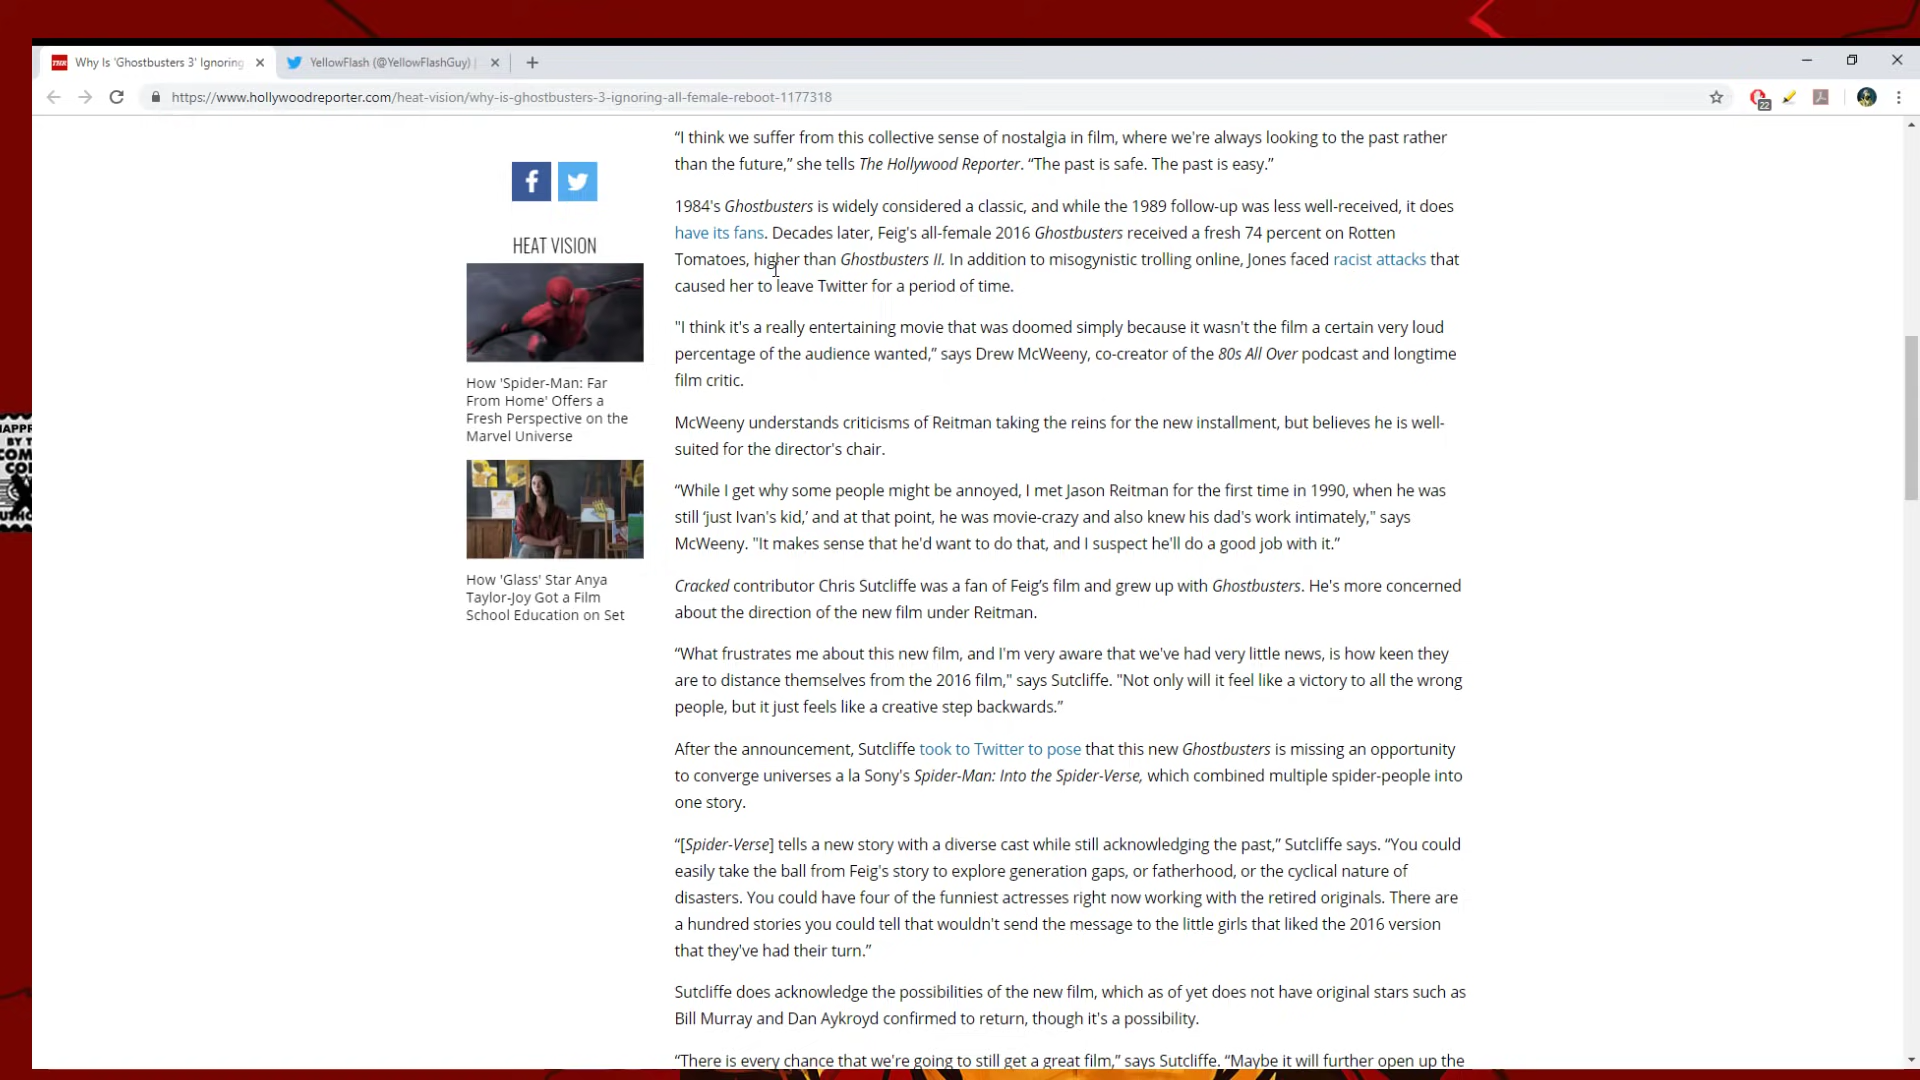 THR Why Is 'Ghostbusters 3' Ignoring
YellowFlash (@YellowFlashGuy) |
https://www.hollywoodreporter.com/heat-vision/why-is-ghostbusters-3-ignoring-all-female-reboot-1177318
22
“I think we suffer from this collective sense of nostalgia in film, where we're always looking to the past rather
than the future,” she tells The Hollywood Reporter. “The past is safe. The past is easy.”
1984's Ghostbusters is widely considered a classic, and while the 1989 follow-up was less well-received, it does
have its fans. Decades later, Feig's all-female 2016 Ghostbusters received a fresh 74 percent on Rotten
Tomatoes, higher than Ghostbusters II. In addition to misogynistic trolling online, Jones faced racist attacks that
caused her to leave Twitter for a period of time.
"I think it's a really entertaining movie that was doomed simply because it wasn't the film a certain very loud
percentage of the audience wanted,” says Drew McWeeny, co-creator of the 80s All Over podcast and longtime
film critic.
McWeeny understands criticisms of Reitman taking the reins for the new installment, but believes he is well-
suited for the director's chair.
“While I get why some people might be annoyed, I met Jason Reitman for the first time in 1990, when he was
still ‘just Ivan's kid,’ and at that point, he was movie-crazy and also knew his dad's work intimately," says
McWeeny. "It makes sense that he'd want to do that, and I suspect he'll do a good job with it.”
Cracked contributor Chris Sutcliffe was a fan of Feig’s film and grew up with Ghostbusters. He's more concerned
about the direction of the new film under Reitman.
“What frustrates me about this new film, and I'm very aware that we've had very little news, is how keen they
are to distance themselves from the 2016 film," says Sutcliffe. "Not only will it feel like a victory to all the wrong
people, but it just feels like a creative step backwards.”
After the announcement, Sutcliffe took to Twitter to pose that this new Ghostbusters is missing an opportunity
to converge universes a la Sony's Spider-Man: Into the Spider-Verse, which combined multiple spider-people into
one story.
“[Spider-Verse] tells a new story with a diverse cast while still acknowledging the past,” Sutcliffe says. “You could
easily take the ball from Feig's story to explore generation gaps, or fatherhood, or the cyclical nature of
disasters. You could have four of the funniest actresses right now working with the retired originals. There are
a hundred stories you could tell that wouldn't send the message to the little girls that liked the 2016 version
that they've had their turn.”
Sutcliffe does acknowledge the possibilities of the new film, which as of yet does not have original stars such as
Bill Murray and Dan Aykroyd confirmed to return, though it's a possibility.
“There is every chance that we're going to still get a great film,” says Sutcliffe. “Maybe it will further open up the
HEAT VISION
How 'Spider-Man: Far
From Home' Offers a
Fresh Perspective on the
Marvel Universe
How 'Glass' Star Anya
Taylor-Joy Got a Film
School Education on Set